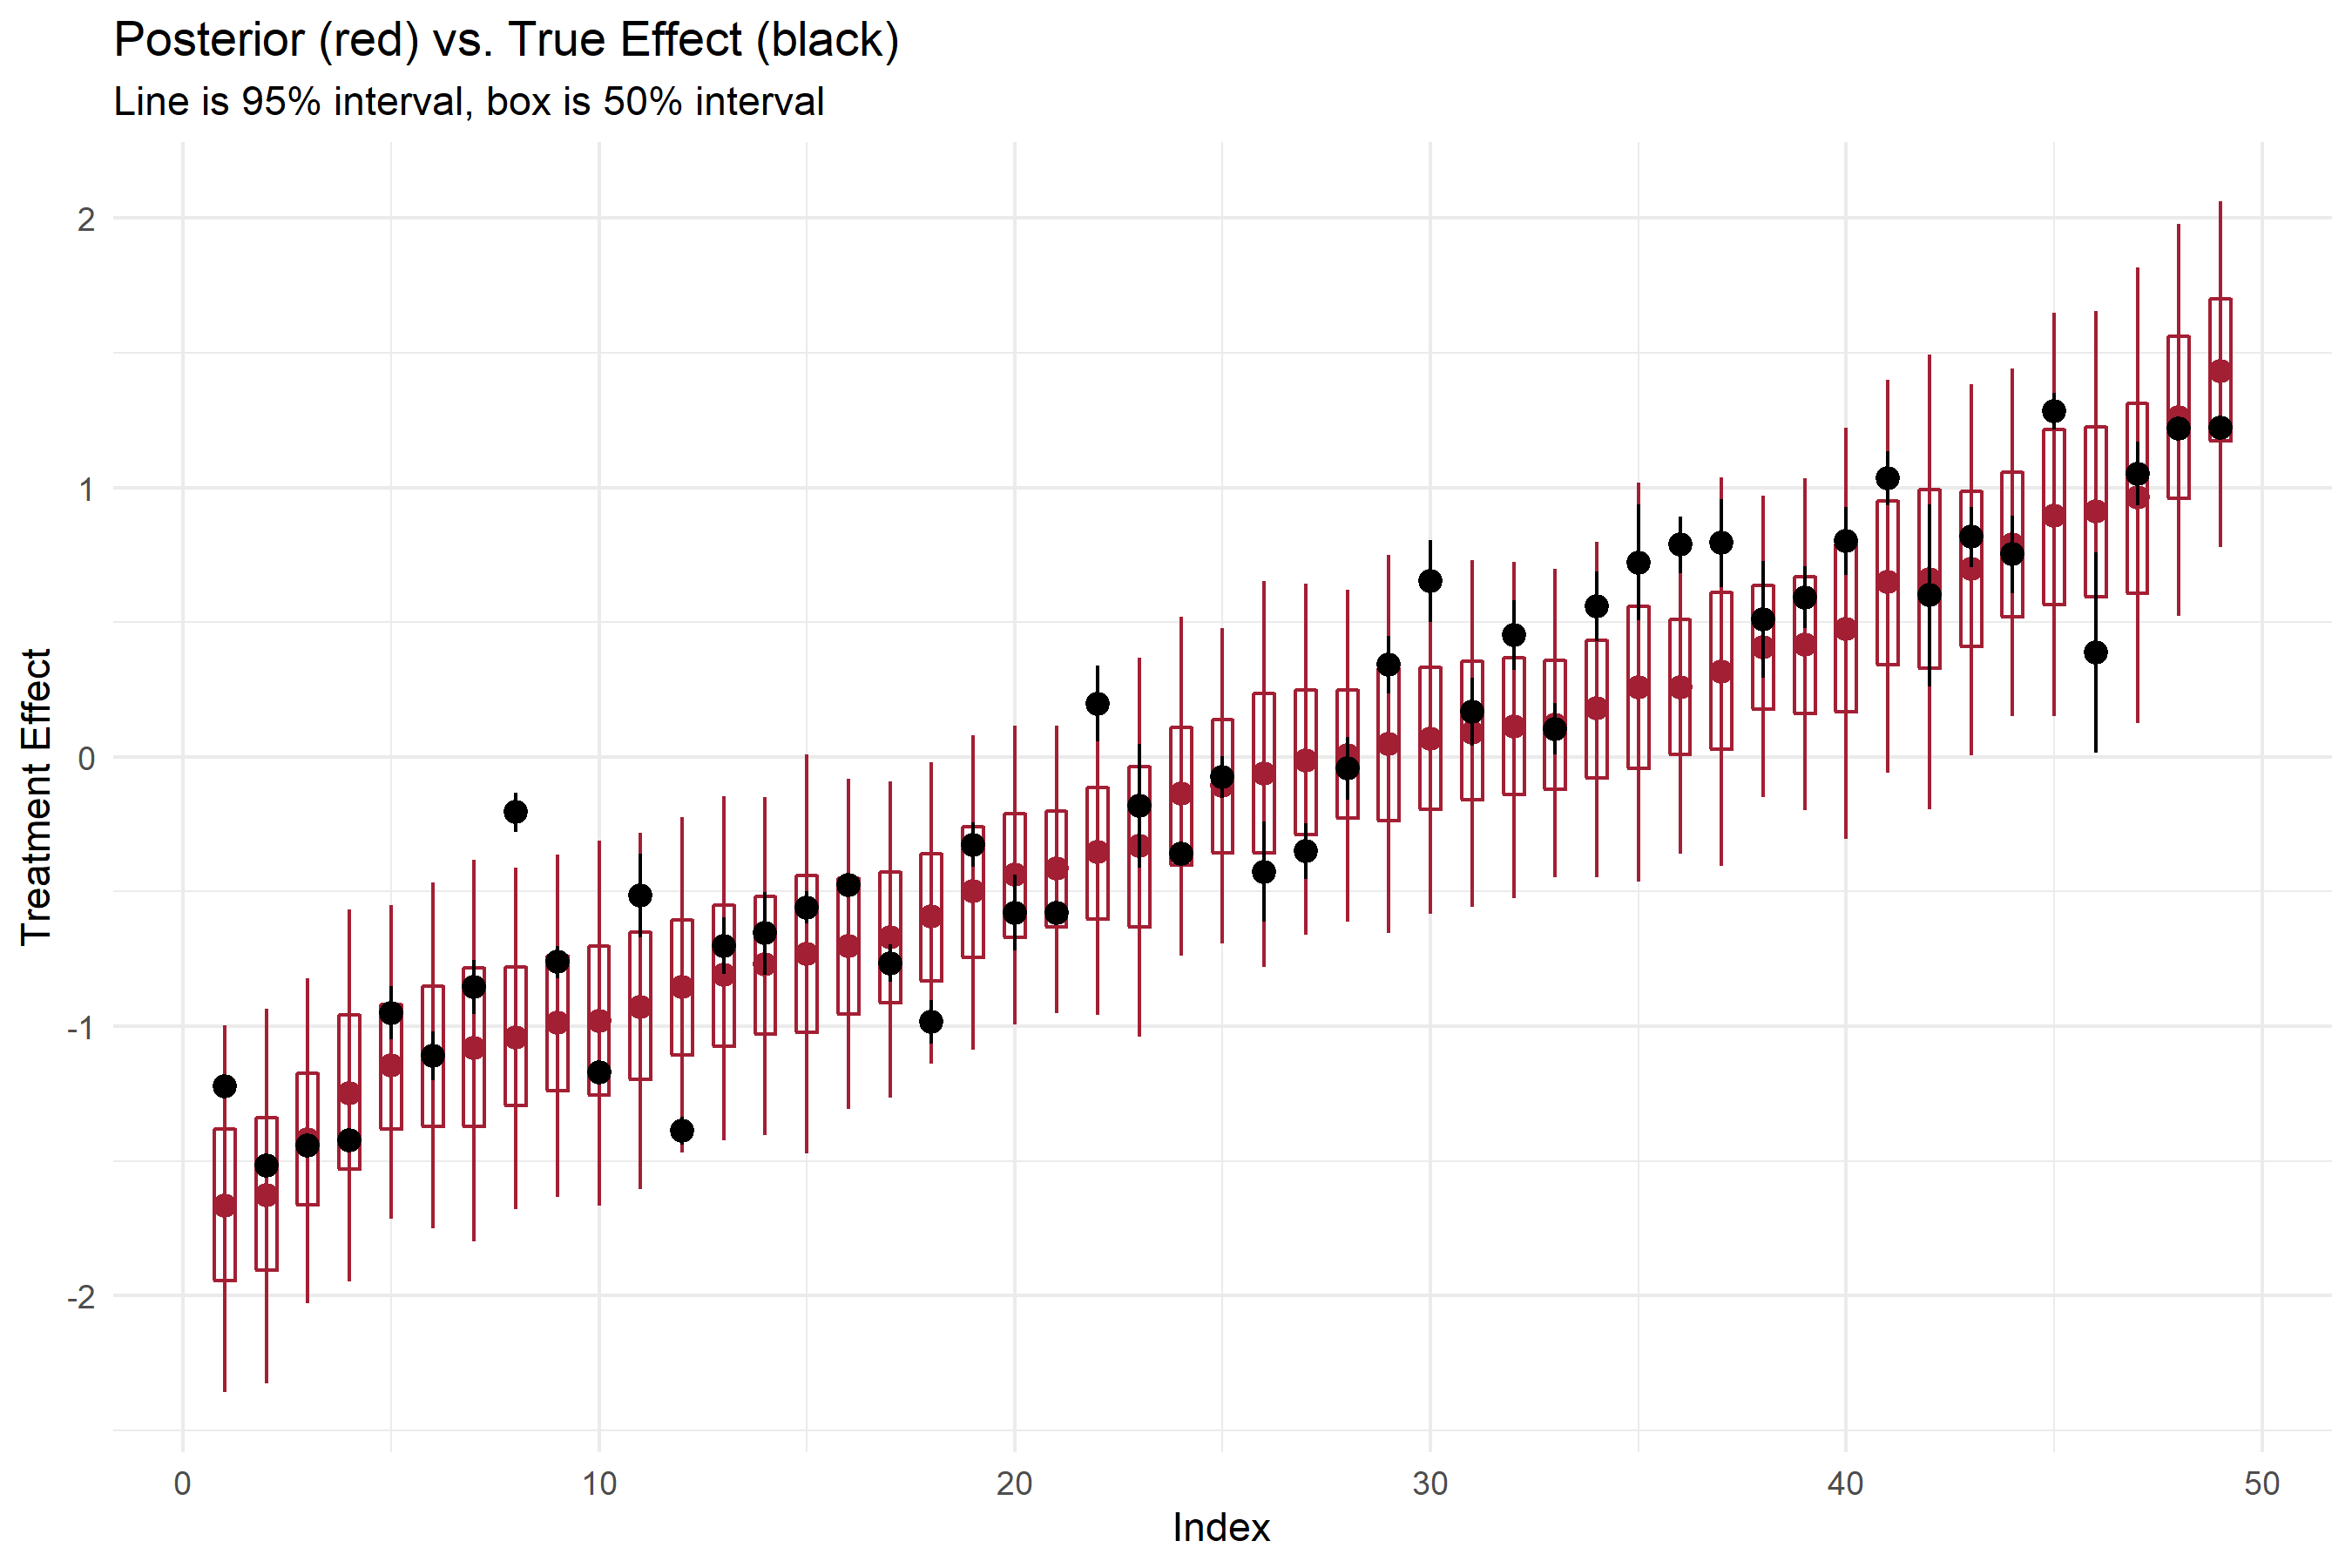 Posterior (red) vs. True Effect (black)
Line is 95% interval, box is 50% interval
Treatment Effect
2
1
0
-1
-2
0
10
20
30
40
50
Index